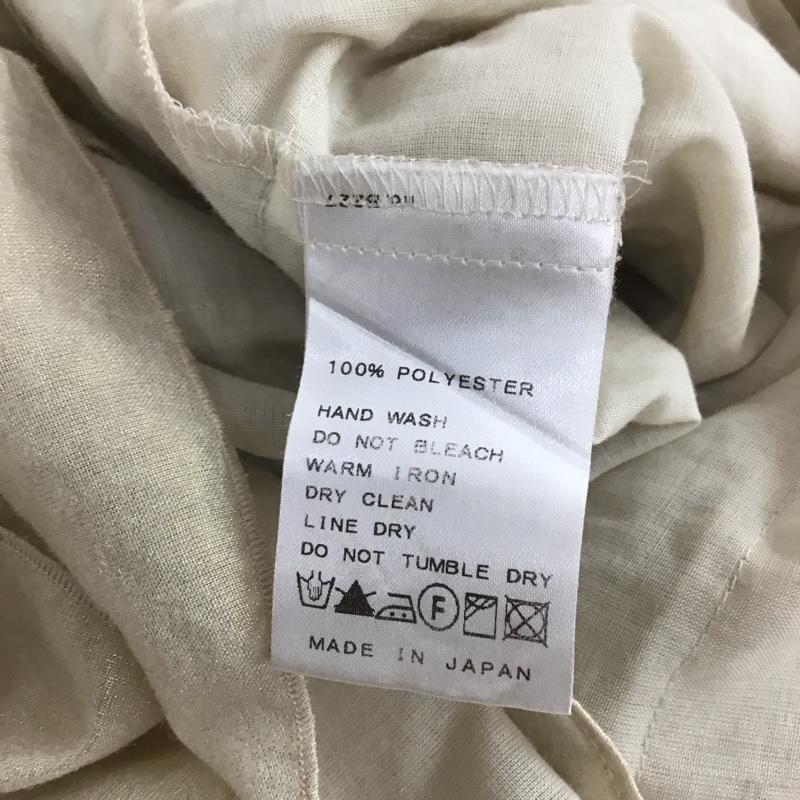 100% POLYESTER
HAND WASH
DO NOT BLEACH
WARM IRON
DRY CLEAN
LINE DRY
DO NOT TUMBLE DRY
F
MADE IN JAPAN